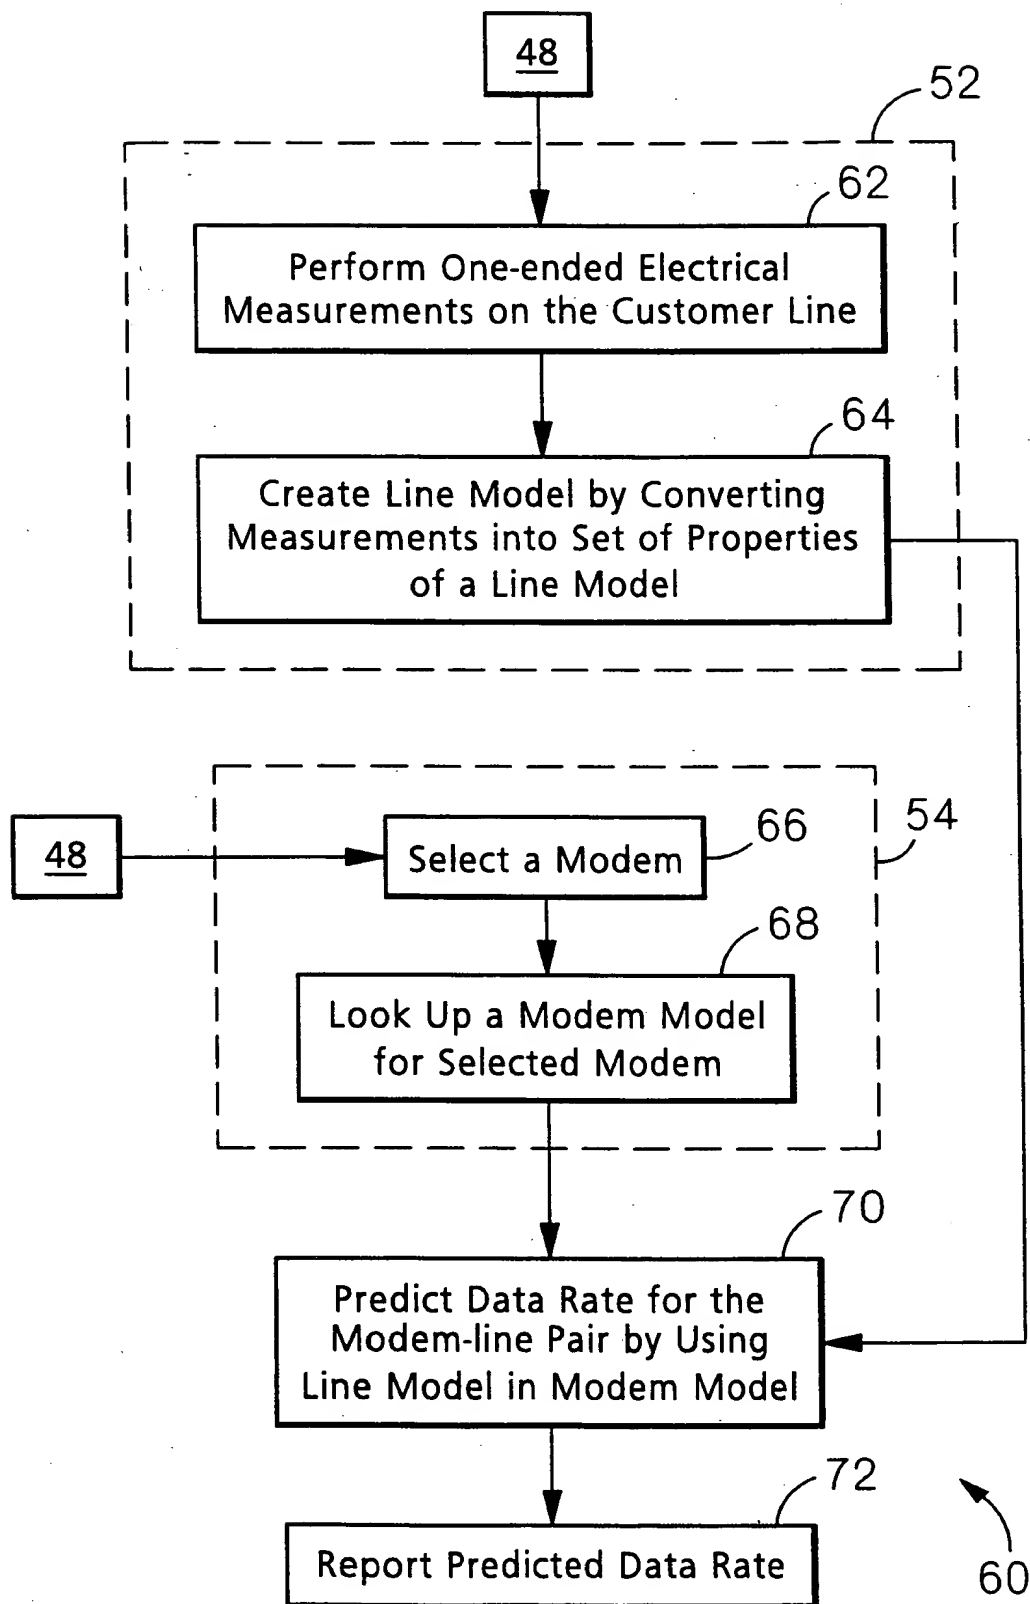 48
52
62
Perform One-ended Electrical
Measurements on the Customer Line
64
Create Line Model by Converting
Measurements into Set of Properties
of a Line Model
48
Select a Modem
66
54
68
Look Up a Modem Model
for Selected Modem
70
Predict Data Rate for the
Modem-line Pair by Using
Line Model in Modem Model
72
Report Predicted Data Rate
60